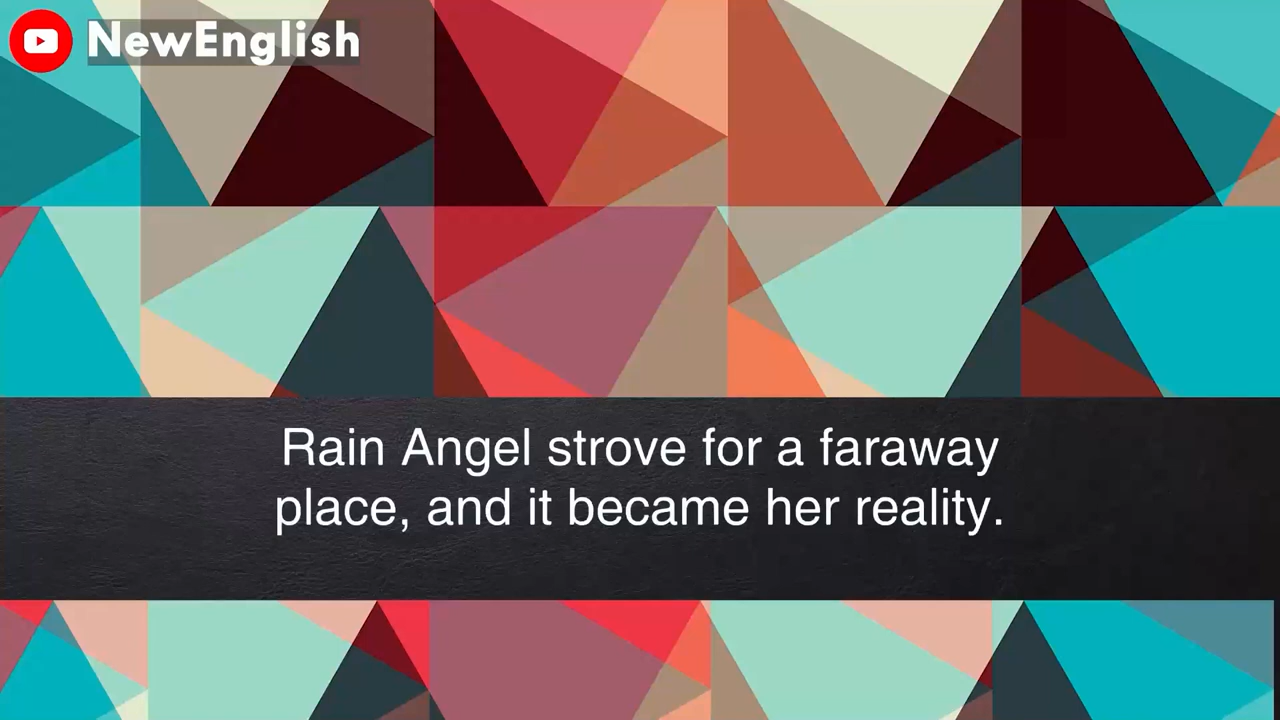 NewEnglish
Rain Angel strove for a faraway
place, and it became her reality.